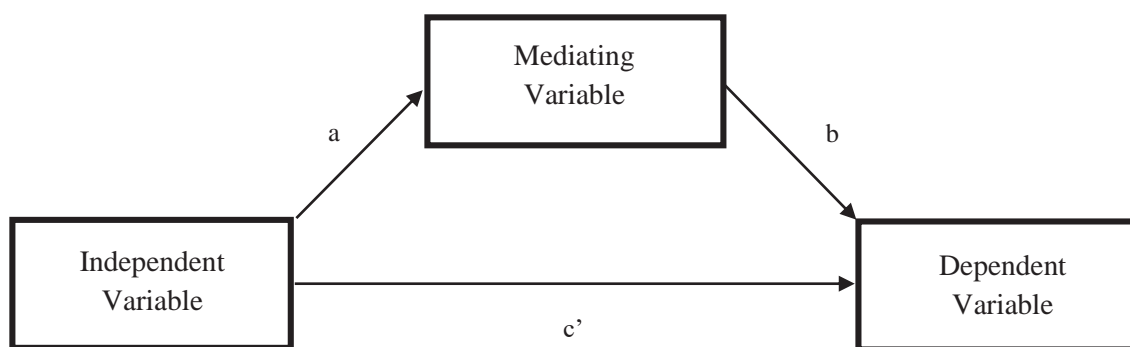 Mediating
Variable
a
b
Independent
Variable
Dependent
Variable
c’